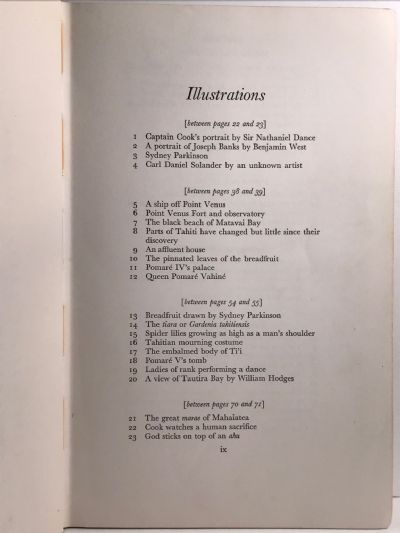 Illustrations
[between pages 22 and 23]
1 Captain Cook's portrait by Sir Nathaniel Dance
2 A portrait of Joseph Banks by Benjamin West
3 Sydney Parkinson
4 Carl Daniel Solander by an unknown artist
[between pages 38 and 39]
5 A ship off Point Venus
6 Point Venus Fort and observatory
7 The black beach of Matavai Bay
8 Parts of Tahiti have changed but little since their
discovery
9 An affluent house
10 The pinnated leaves of the breadfruit
11 Pomaré IV's palace
12 Queen Pomaré Vahiné
[between pages 54 and 55]
13 Breadfruit drawn by Sydney Parkinson
14 The tiara or Gardenia tahitiensis
15 Spider lilies growing as high as a man's shoulder
16 Tahitian mourning costume
17 The embalmed body of Ti'i
18 Pomaré V's tomb
19 Ladies of rank performing a dance
20 A view of Tautira Bay by William Hodges
[between pages 70 and 71]
21 The great marae of Mahaiatea
22 Cook watches a human sacrifice
23 God sticks on top of an ahu
ix